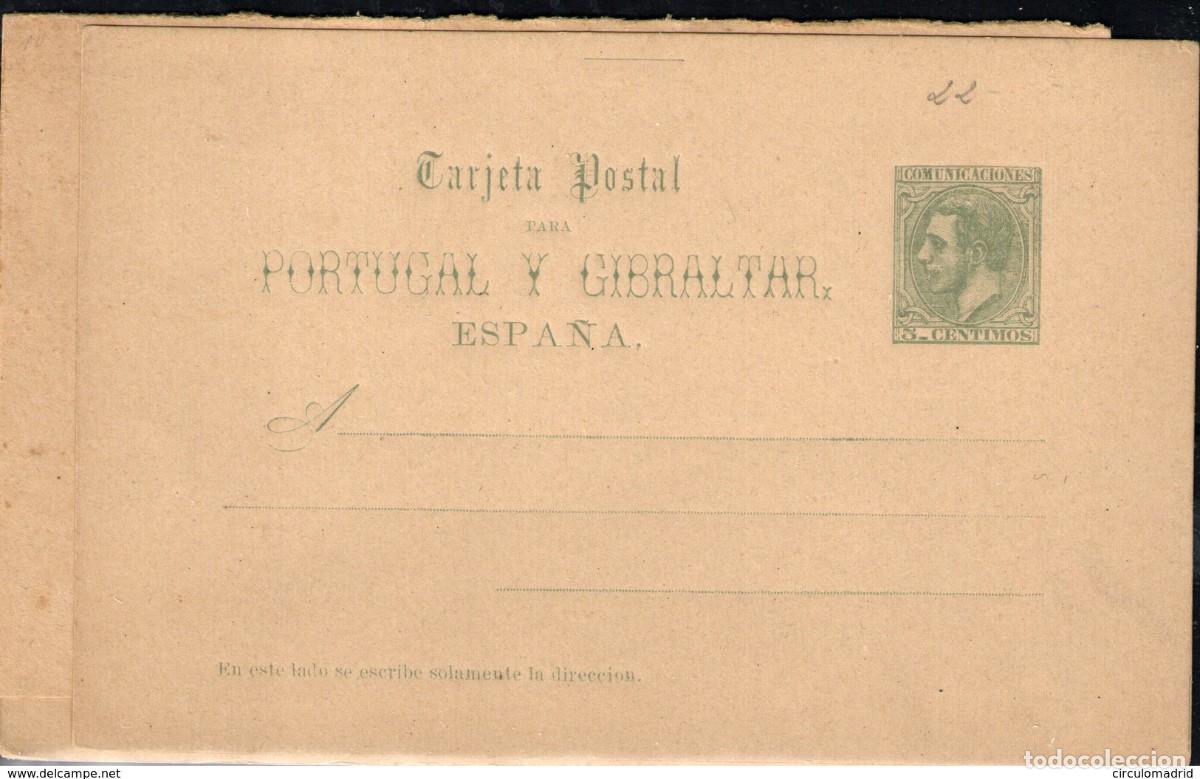 22
Tarjeta Postal
PARA
PORTUGAL Y GIBRALTAR.
ESPAÑA.
COMUNICACIONES
5- CENTIMOS
A
En este lado se escribe solamente la direccion.
todocoleccion
www.delcampe.net
circulomadrid